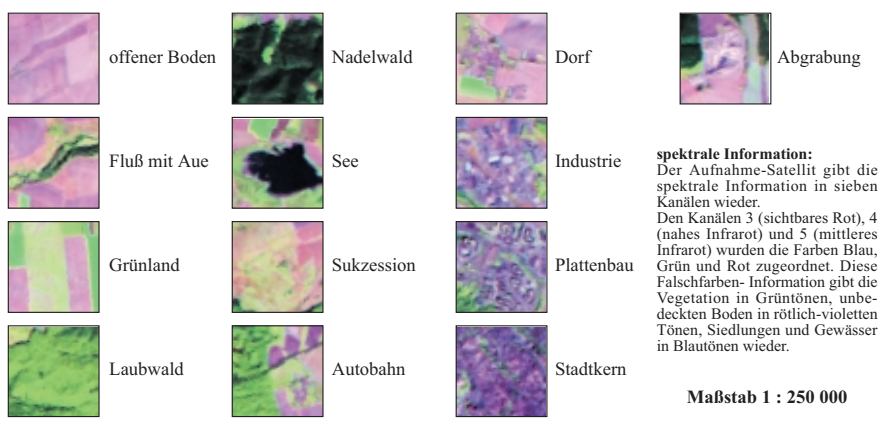 offener Boden
Nadelwald
Dorf
Abgrabung
Fluß mit Aue
See
Industrie
Grünland
Sukzession
Plattenbau
Laubwald
Autobahn
Stadtkern
spektrale Information:
Der Aufnahme-Satellit gibt die
spektrale Information in sieben
Kanälen wieder.
Den Kanälen 3 (sichtbares Rot), 4
(nahes Infrarot) und 5 (mittleres
Infrarot) wurden die Farben Blau,
Grün und Rot zugeordnet. Diese
Falschfarben- Information gibt die
Vegetation in Grüntönen, unbe-
deckten Boden in rötlich-violetten
Tönen, Siedlungen und Gewässer
in Blautönen wieder.
Maßstab 1 : 250 000